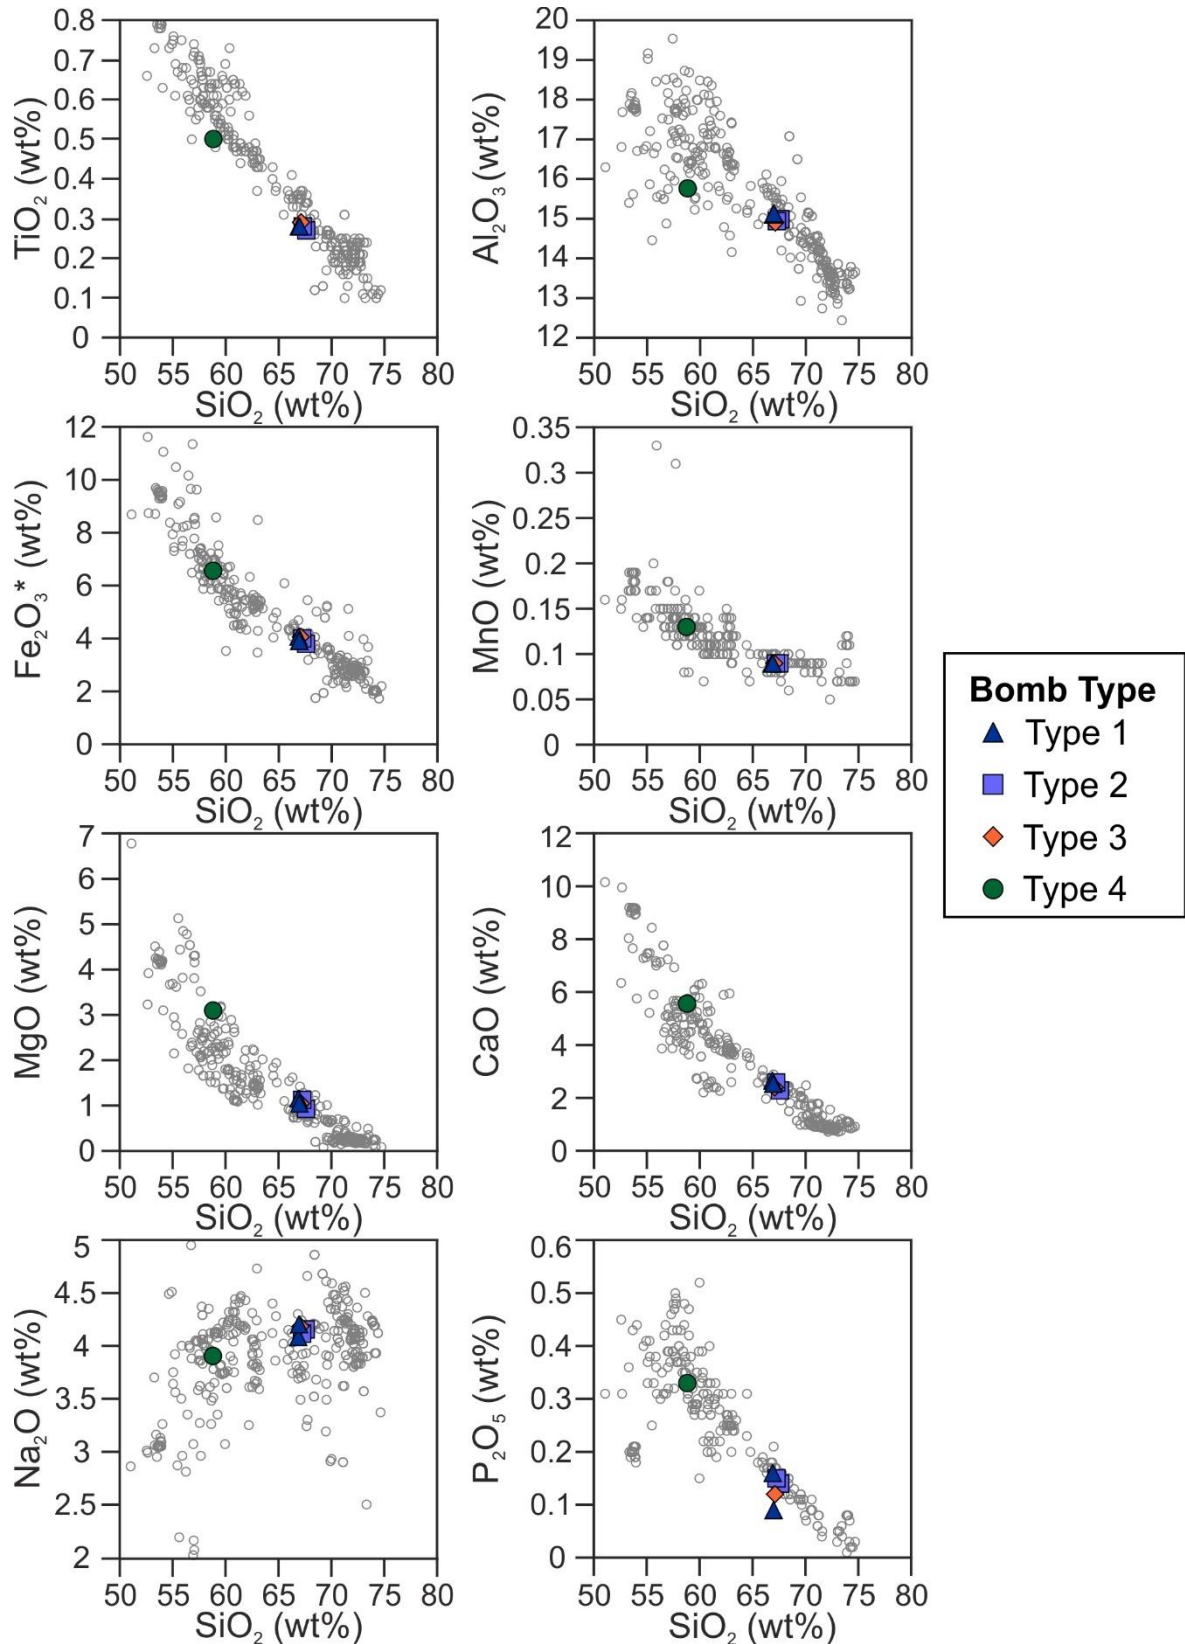 TiO₂ (wt%)
0.8
0.7
0.6
0.5
0.4
0.3
0.2
0.1
0
50 55 60 65 70 75 80
SiO₂ (wt%)
Al₂O₃ (wt%)
20
19
18
17
16
15
14
13
12
50 55 60 65 70 75 80
SiO₂ (wt%)
Fe₂O₃* (wt%)
12
10
8
6
4
2
0
50 55 60 65 70 75 80
SiO₂ (wt%)
MnO (wt%)
0.35
0.3
0.25
0.2
0.15
0.1
0.05
0
50 55 60 65 70 75 80
SiO₂ (wt%)
Bomb Type
Type 1
Type 2
Type 3
Type 4
MgO (wt%)
7
6
5
4
3
2
1
0
50 55 60 65 70 75 80
SiO₂ (wt%)
CaO (wt%)
12
10
8
6
4
2
0
50 55 60 65 70 75 80
SiO₂ (wt%)
Na₂O (wt%)
5
4.5
4
3.5
3
2.5
2
50 55 60 65 70 75 80
SiO₂ (wt%)
P₂O₅ (wt%)
0.6
0.5
0.4
0.3
0.2
0.1
0
50 55 60 65 70 75 80
SiO₂ (wt%)